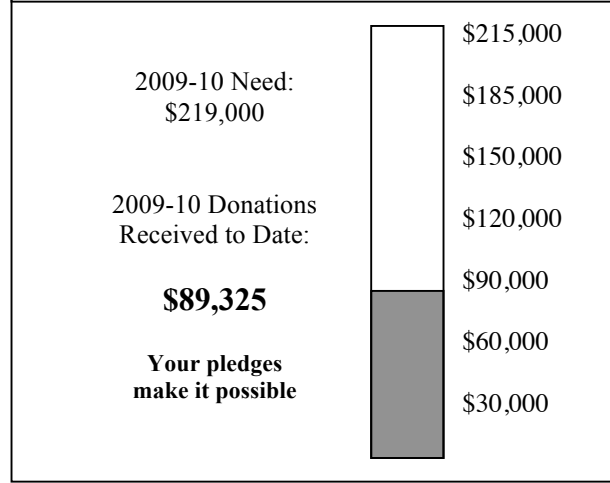 2009-10 Need:
$219,000
2009-10 Donations
Received to Date:
$89,325
Your pledges
make it possible
$215,000
$185,000
$150,000
$120,000
$90,000
$60,000
$30,000